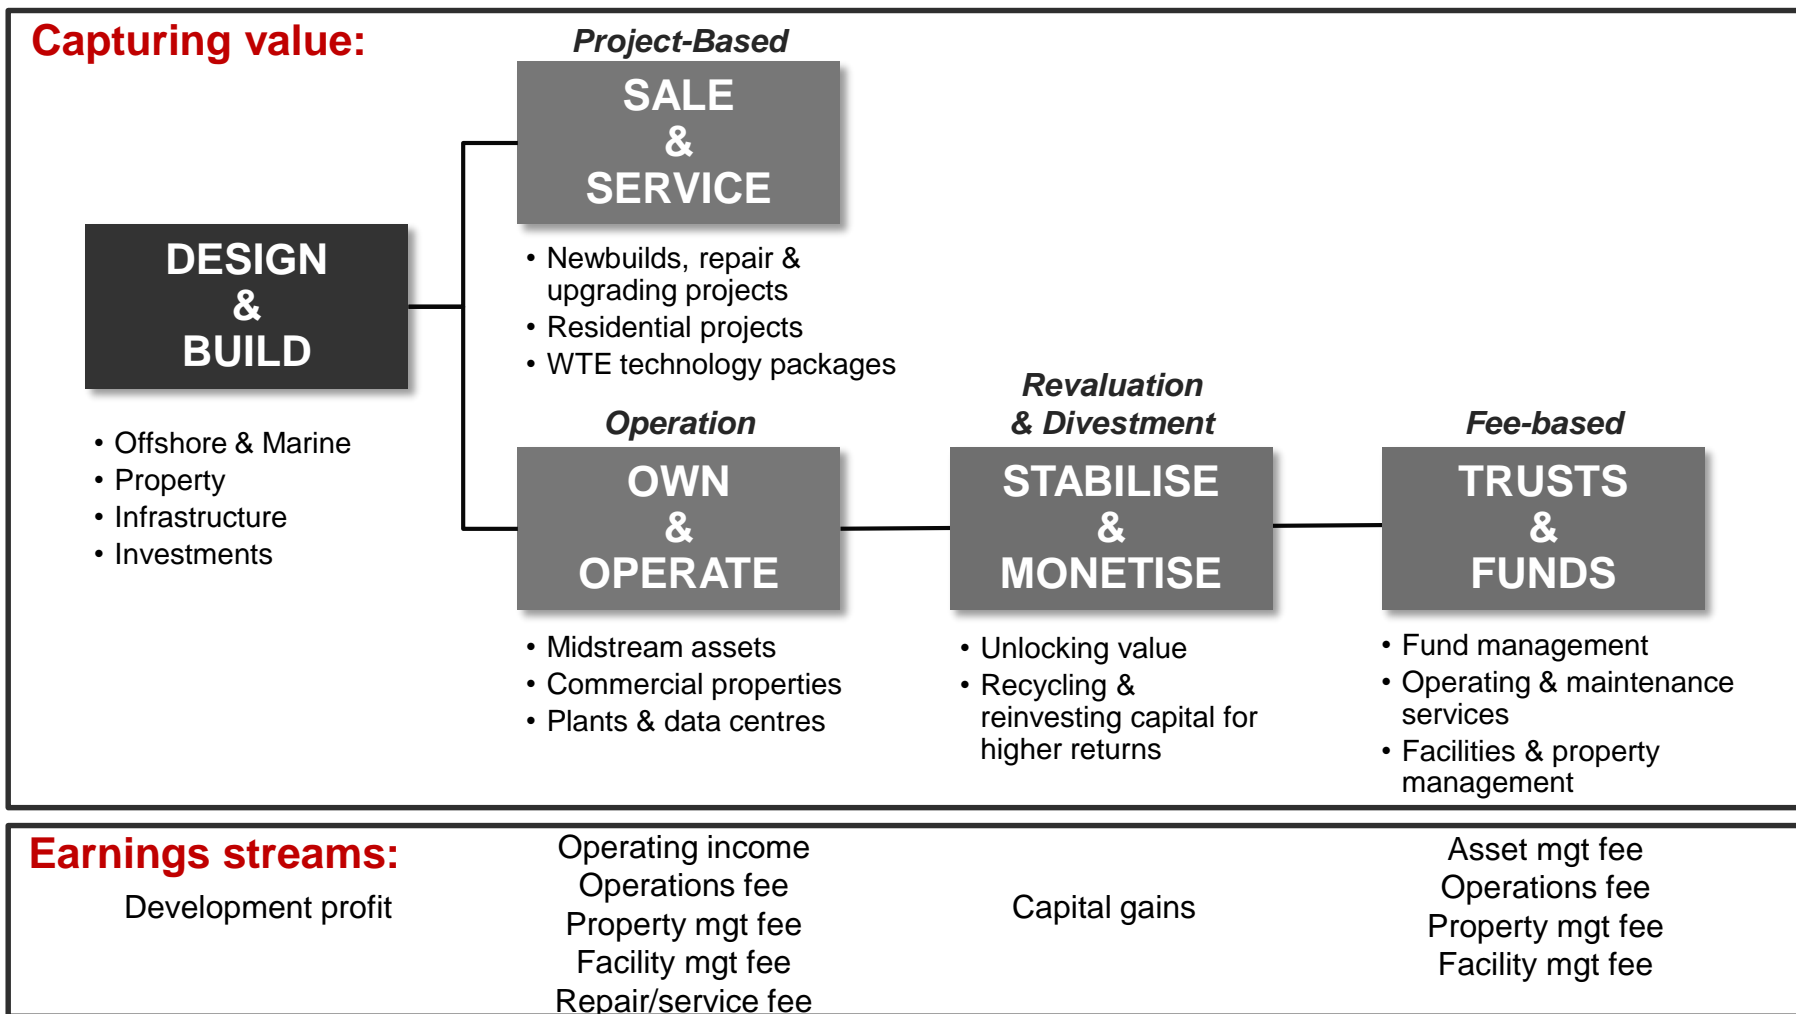 Capturing value:
Project-Based
SALE
&
SERVICE
• Newbuilds, repair &
upgrading projects
• Residential projects
• WTE technology packages
DESIGN
&
BUILD
• Offshore & Marine
• Property
• Infrastructure
• Investments
Operation
OWN
&
OPERATE
• Midstream assets
• Commercial properties
• Plants & data centres
Revaluation
& Divestment
STABILISE
&
MONETISE
• Unlocking value
• Recycling &
reinvesting capital for
higher returns
Fee-based
TRUSTS
&
FUNDS
• Fund management
• Operating & maintenance
services
• Facilities & property
management
Earnings streams:
Development profit
Operating income
Operations fee
Property mgt fee
Facility mgt fee
Repair/service fee
Capital gains
Asset mgt fee
Operations fee
Property mgt fee
Facility mgt fee